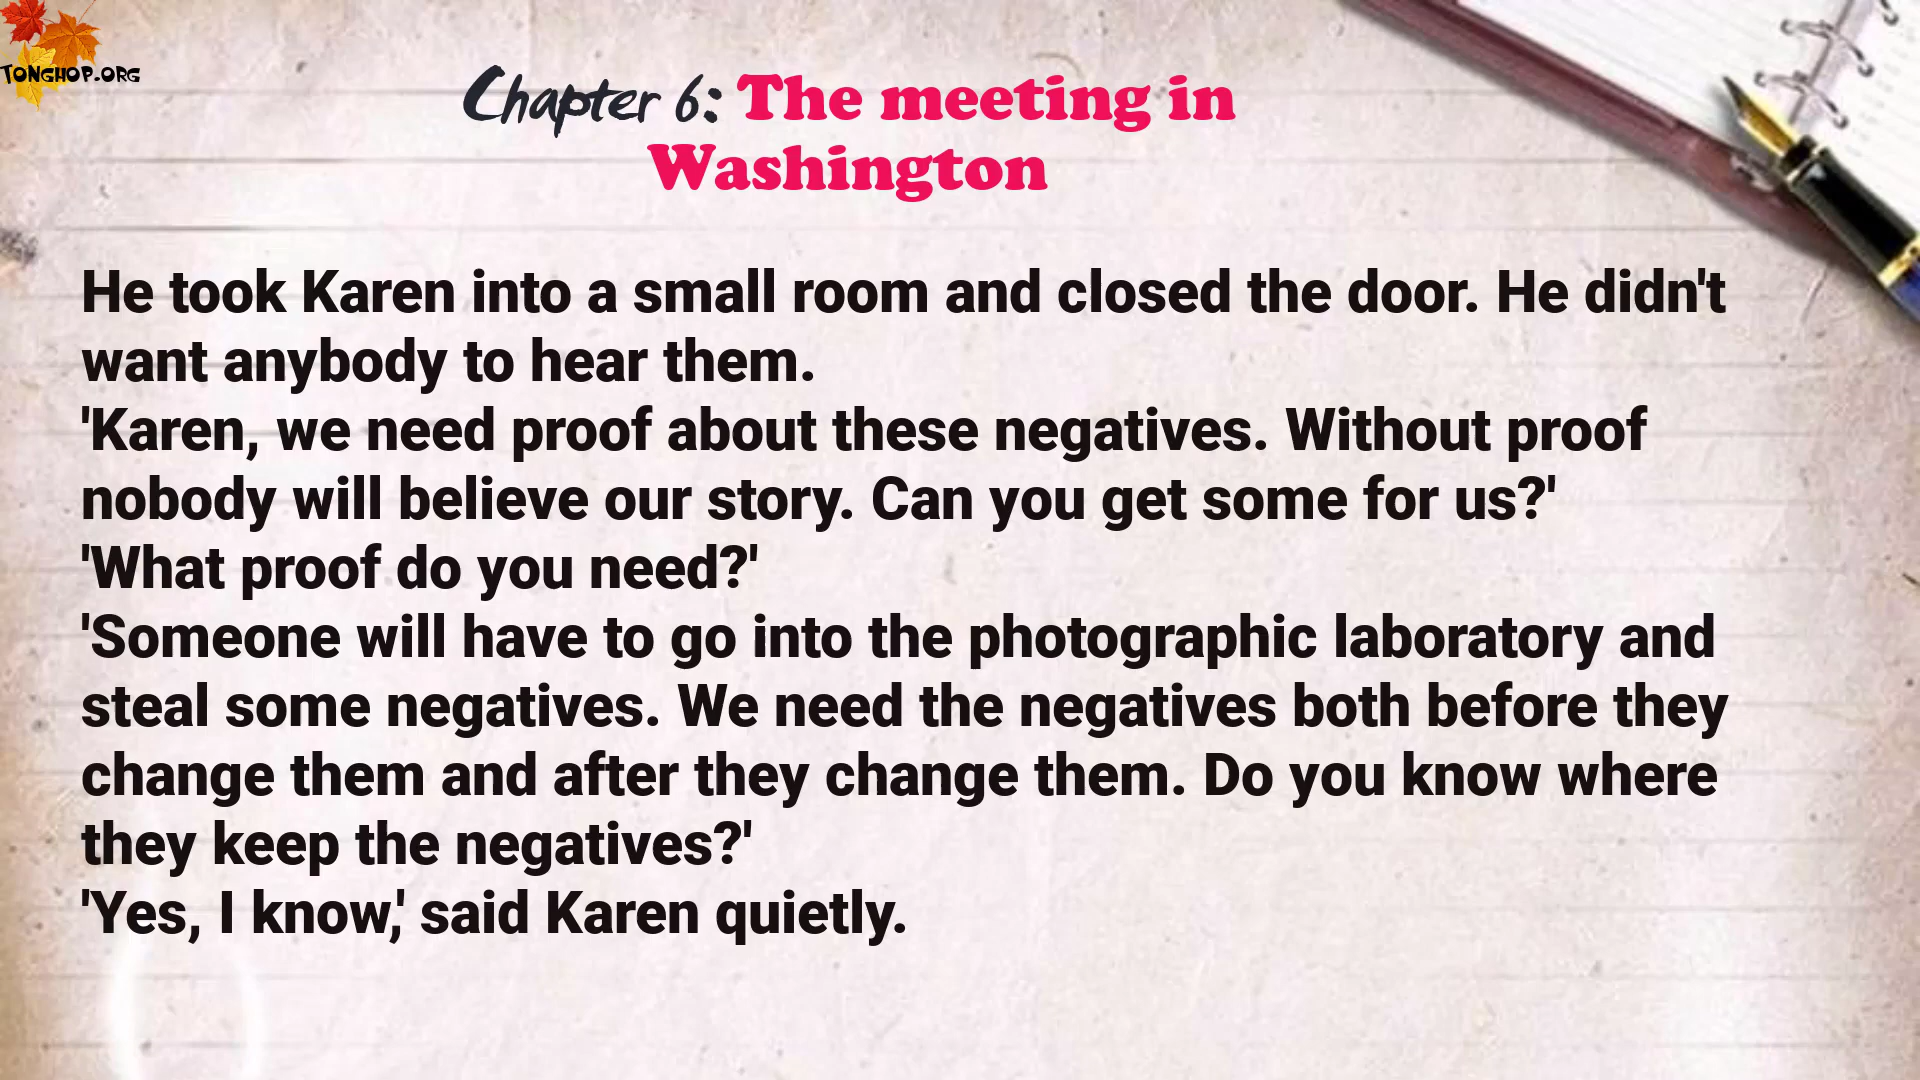 TONGHOP.ORG
Chapter 6: The meeting in
Washington
He took Karen into a small room and closed the door. He didn't
want anybody to hear them.
'Karen, we need proof about these negatives. Without proof
nobody will believe our story. Can you get some for us?'
'What proof do you need?'
'Someone will have to go into the photographic laboratory and
steal some negatives. We need the negatives both before they
change them and after they change them. Do you know where
they keep the negatives?'
'Yes, I know,' said Karen quietly.